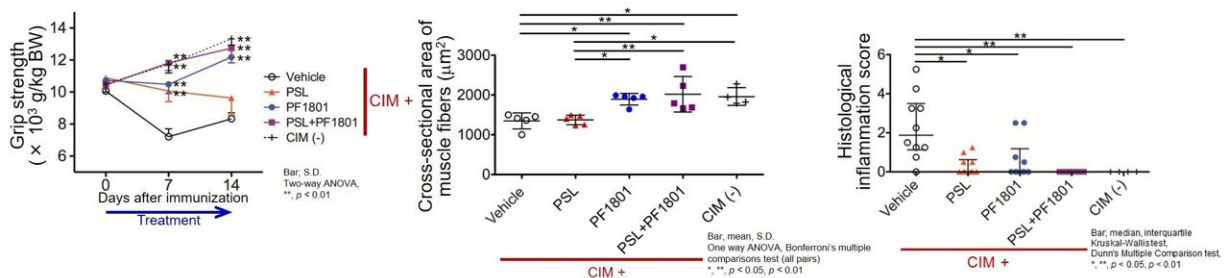 Grip strength
(× 10³ g/kg BW)
14
12
10
8
6
**
**
**
**
**
**
**
0
7
14
Days after immunization
Treatment
Vehicle
PSL
PF1801
PSL+PF1801
CIM (-)
CIM +
Bar; S.D.
Two-way ANOVA,
**, p < 0.01
Cross-sectional area of
muscle fibers (μm²)
3000
2000
1000
0
*
**
*
*
**
*
Vehicle
PSL
PF1801
PSL+PF1801
CIM (-)
CIM +
Bar, mean, S.D.
One way ANOVA, Bonferroni's multiple
comparisons test (all pairs)
*, **, p < 0.05, p < 0.01
Histological
inflammation score
6
4
2
0
**
**
*
*
Vehicle
PSL
PF1801
PSL+PF1801
CIM (-)
CIM +
Bar; median, interquartile
Kruskal-Wallis test,
Dunn's Multiple Comparison test,
*, **, p < 0.05, p < 0.01